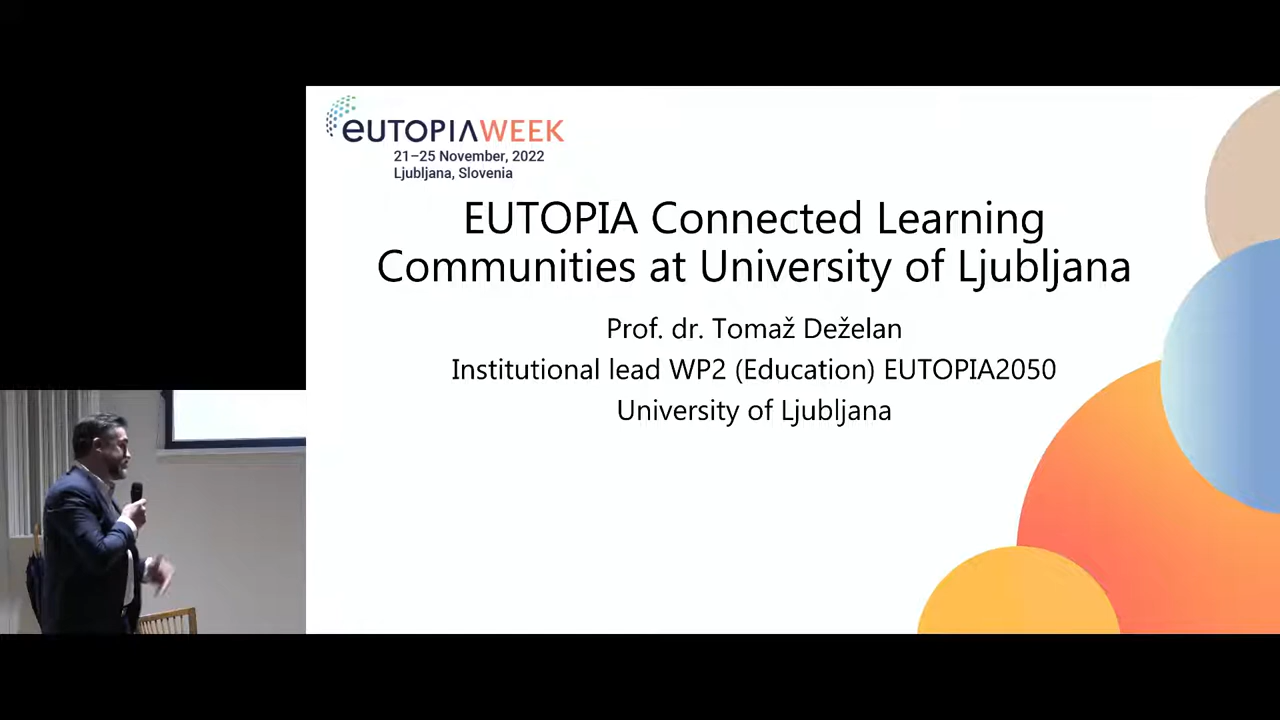 eUTOPIAWEEK
21–25 November, 2022
Ljubljana, Slovenia
EUTOPIA Connected Learning
Communities at University of Ljubljana
Prof. dr. Tomaž Deželan
Institutional lead WP2 (Education) EUTOPIA2050
University of Ljubljana